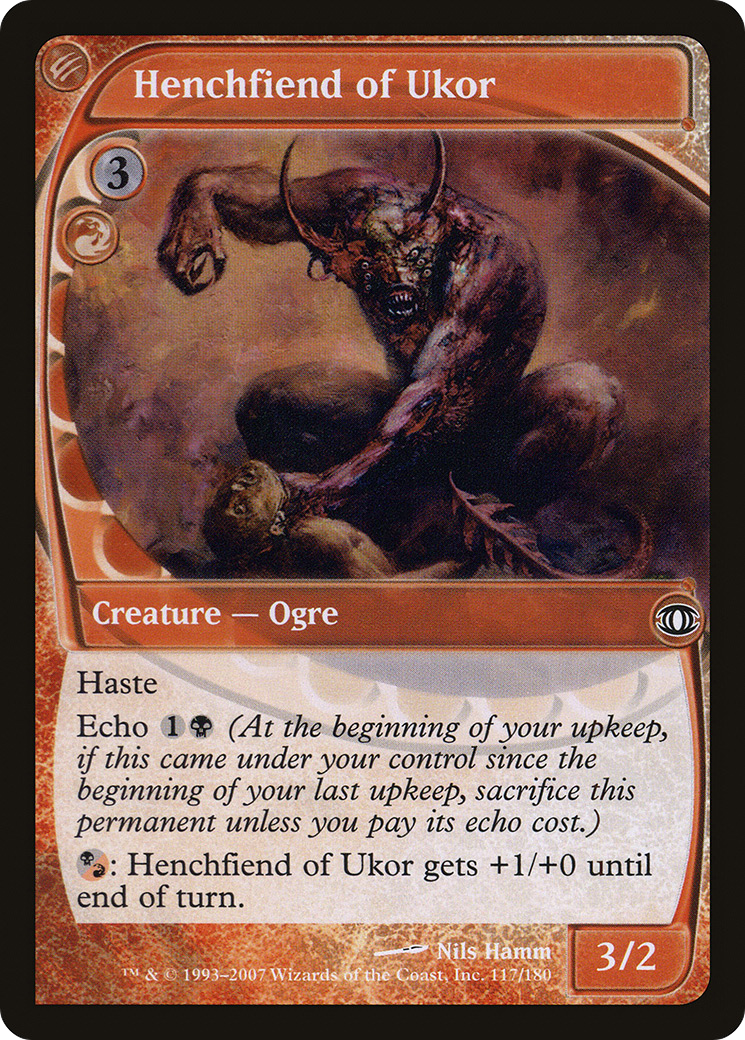 Henchfiend of Ukor
3
Creature — Ogre
Haste
Echo 1 (At the beginning of your upkeep,
if this came under your control since the
beginning of your last upkeep, sacrifice this
permanent unless you pay its echo cost.)
: Henchfiend of Ukor gets +1/+0 until
end of turn.
Nils Hamm
™ & © 1993–2007 Wizards of the Coast, Inc. 117/180
3/2